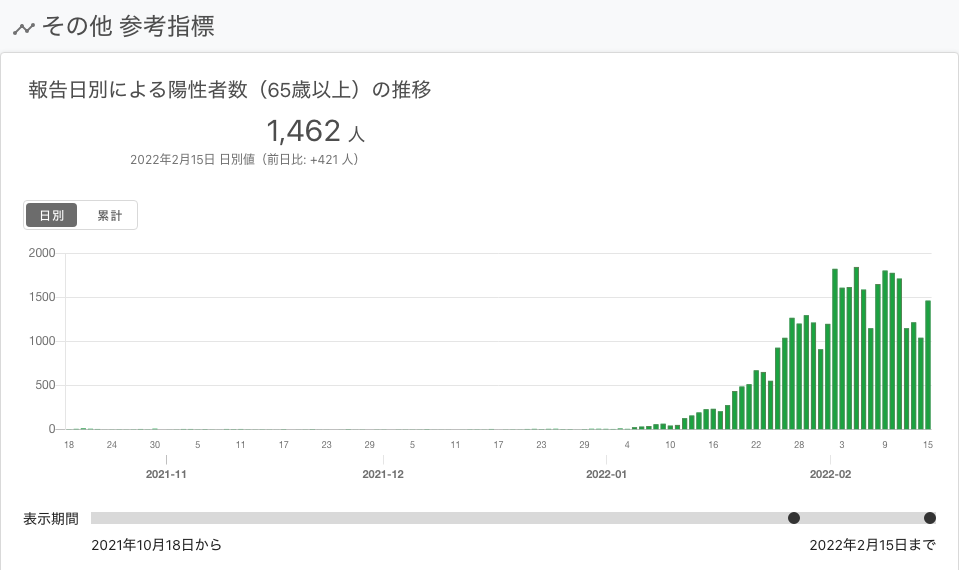 その他 参考指標
報告日別による陽性者数（65歳以上）の推移
1,462 人
2022年2月15日 日別値（前日比: +421 人）
日別 累計
2000
1500
1000
500
0
18 24 30 5 11 17 23 29 5 11 17 23 29 4 10 16 22 28 3 9 15
2021-11 2021-12 2022-01 2022-02
表示期間
2021年10月18日から 2022年2月15日まで